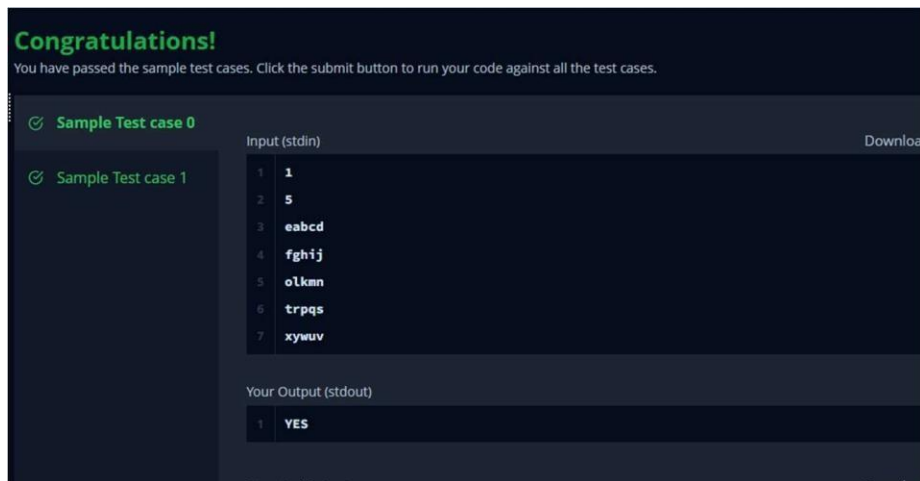 Congratulations!
You have passed the sample test cases. Click the submit button to run your code against all the test cases.
Sample Test case 0
Sample Test case 1
Input (stdin)
Downloa
1 1
2 5
3 eabcd
4 fghij
5 olkmn
6 trpqs
7 xywuv
Your Output (stdout)
1 YES